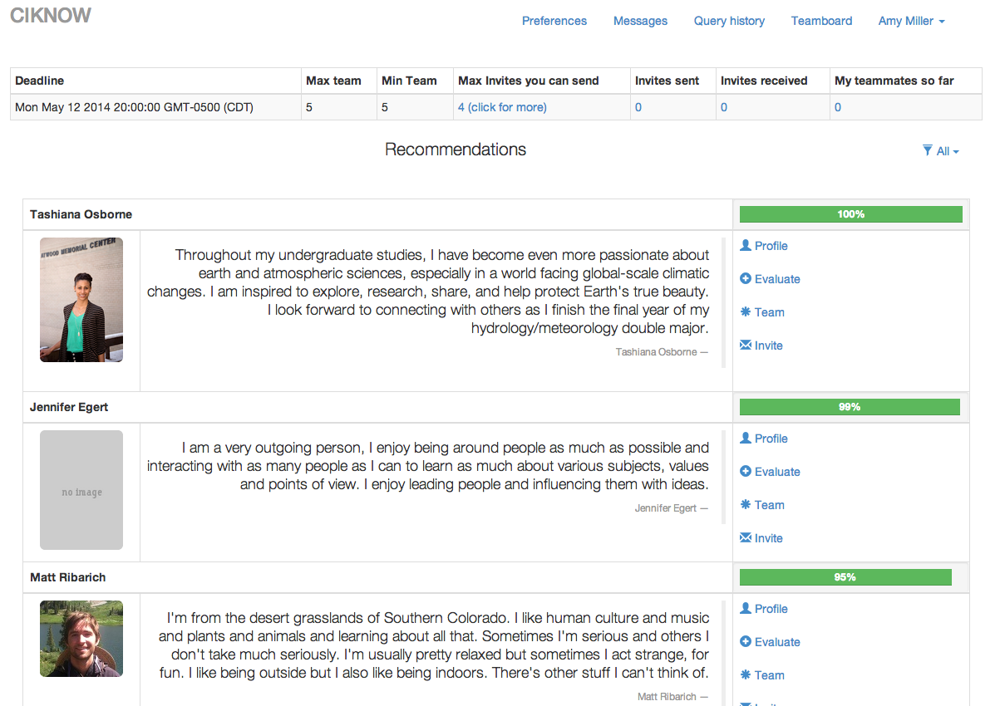 CIKNOW
Preferences Messages Query history Teamboard Amy Miller
Deadline Max team Min Team Max Invites you can send Invites sent Invites received My teammates so far
Mon May 12 2014 20:00:00 GMT-0500 (CDT) 5 5 4 (click for more) 0 0 0
Recommendations
All
Tashiana Osborne 100%
ATWOOD MEMORIAL CENTER
Throughout my undergraduate studies, I have become even more passionate about
earth and atmospheric sciences, especially in a world facing global-scale climatic
changes. I am inspired to explore, research, share, and help protect Earth's true beauty.
I look forward to connecting with others as I finish the final year of my
hydrology/meteorology double major.
Tashiana Osborne —
Profile
Evaluate
Team
Invite
Jennifer Egert 99%
no image
I am a very outgoing person, I enjoy being around people as much as possible and
interacting with as many people as I can to learn as much about various subjects, values
and points of view. I enjoy leading people and influencing them with ideas.
Jennifer Egert —
Profile
Evaluate
Team
Invite
Matt Ribarich 95%
I'm from the desert grasslands of Southern Colorado. I like human culture and music
and plants and animals and learning about all that. Sometimes I'm serious and others I
don't take much seriously. I'm usually pretty relaxed but sometimes I act strange, for
fun. I like being outside but I also like being indoors. There's other stuff I can't think of.
Matt Ribarich —
Profile
Evaluate
Team